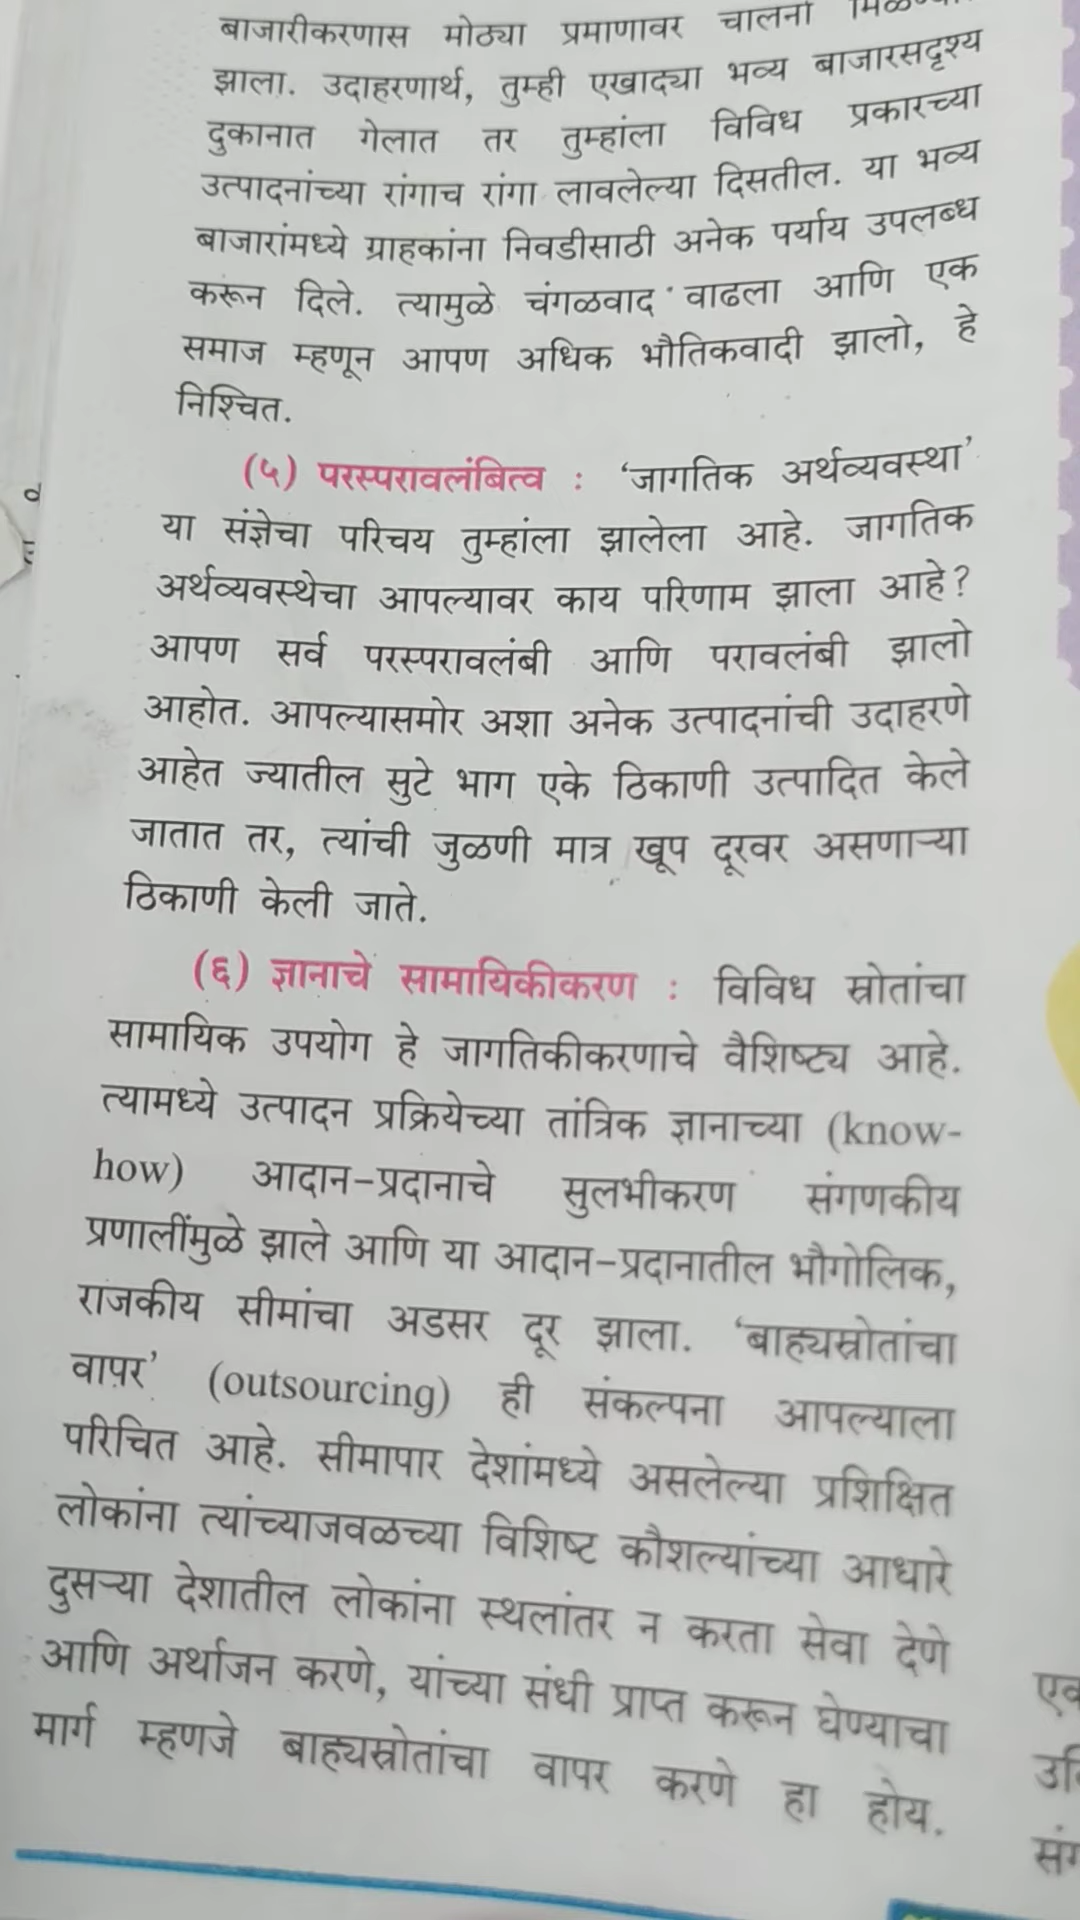 बाजारीकरणास मोठ्या प्रमाणावर चालना
झाला. उदाहरणार्थ, तुम्ही एखाद्या भव्य बाजारसदृश्य
दुकानात गेलात तर तुम्हांला विविध प्रकारच्या
उत्पादनांच्या रांगाच रांगा लावलेल्या दिसतील. या भव्य
बाजारांमध्ये ग्राहकांना निवडीसाठी अनेक पर्याय उपलब्ध
करून दिले. त्यामुळे चंगळवाद वाढला आणि एक
समाज म्हणून आपण अधिक भौतिकवादी झालो, हे
निश्चित.
(५) परस्परावलंबित्व : ‘जागतिक अर्थव्यवस्था’
या संज्ञेचा परिचय तुम्हांला झालेला आहे. जागतिक
अर्थव्यवस्थेचा आपल्यावर काय परिणाम झाला आहे?
आपण सर्व परस्परावलंबी आणि परावलंबी झालो
आहोत. आपल्यासमोर अशा अनेक उत्पादनांची उदाहरणे
आहेत ज्यातील सुटे भाग एके ठिकाणी उत्पादित केले
जातात तर, त्यांची जुळणी मात्र खूप दूरवर असणाऱ्या
ठिकाणी केली जाते.
(६) ज्ञानाचे सामायिकीकरण : विविध स्रोतांचा
सामायिक उपयोग हे जागतिकीकरणाचे वैशिष्ट्य आहे.
त्यामध्ये उत्पादन प्रक्रियेच्या तांत्रिक ज्ञानाच्या (know-
how) आदान-प्रदानाचे सुलभीकरण संगणकीय
प्रणालींमुळे झाले आणि या आदान-प्रदानातील भौगोलिक,
राजकीय सीमांचा अडसर दूर झाला. ‘बाह्यस्रोतांचा
वापर’ (outsourcing) ही संकल्पना आपल्याला
परिचित आहे. सीमापार देशांमध्ये असलेल्या प्रशिक्षित
लोकांना त्यांच्याजवळच्या विशिष्ट कौशल्यांच्या आधारे
दुसऱ्या देशातील लोकांना स्थलांतर न करता सेवा देणे
आणि अर्थाजन करणे, यांच्या संधी प्राप्त करून घेण्याचा
मार्ग म्हणजे बाह्यस्रोतांचा वापर करणे हा होय.